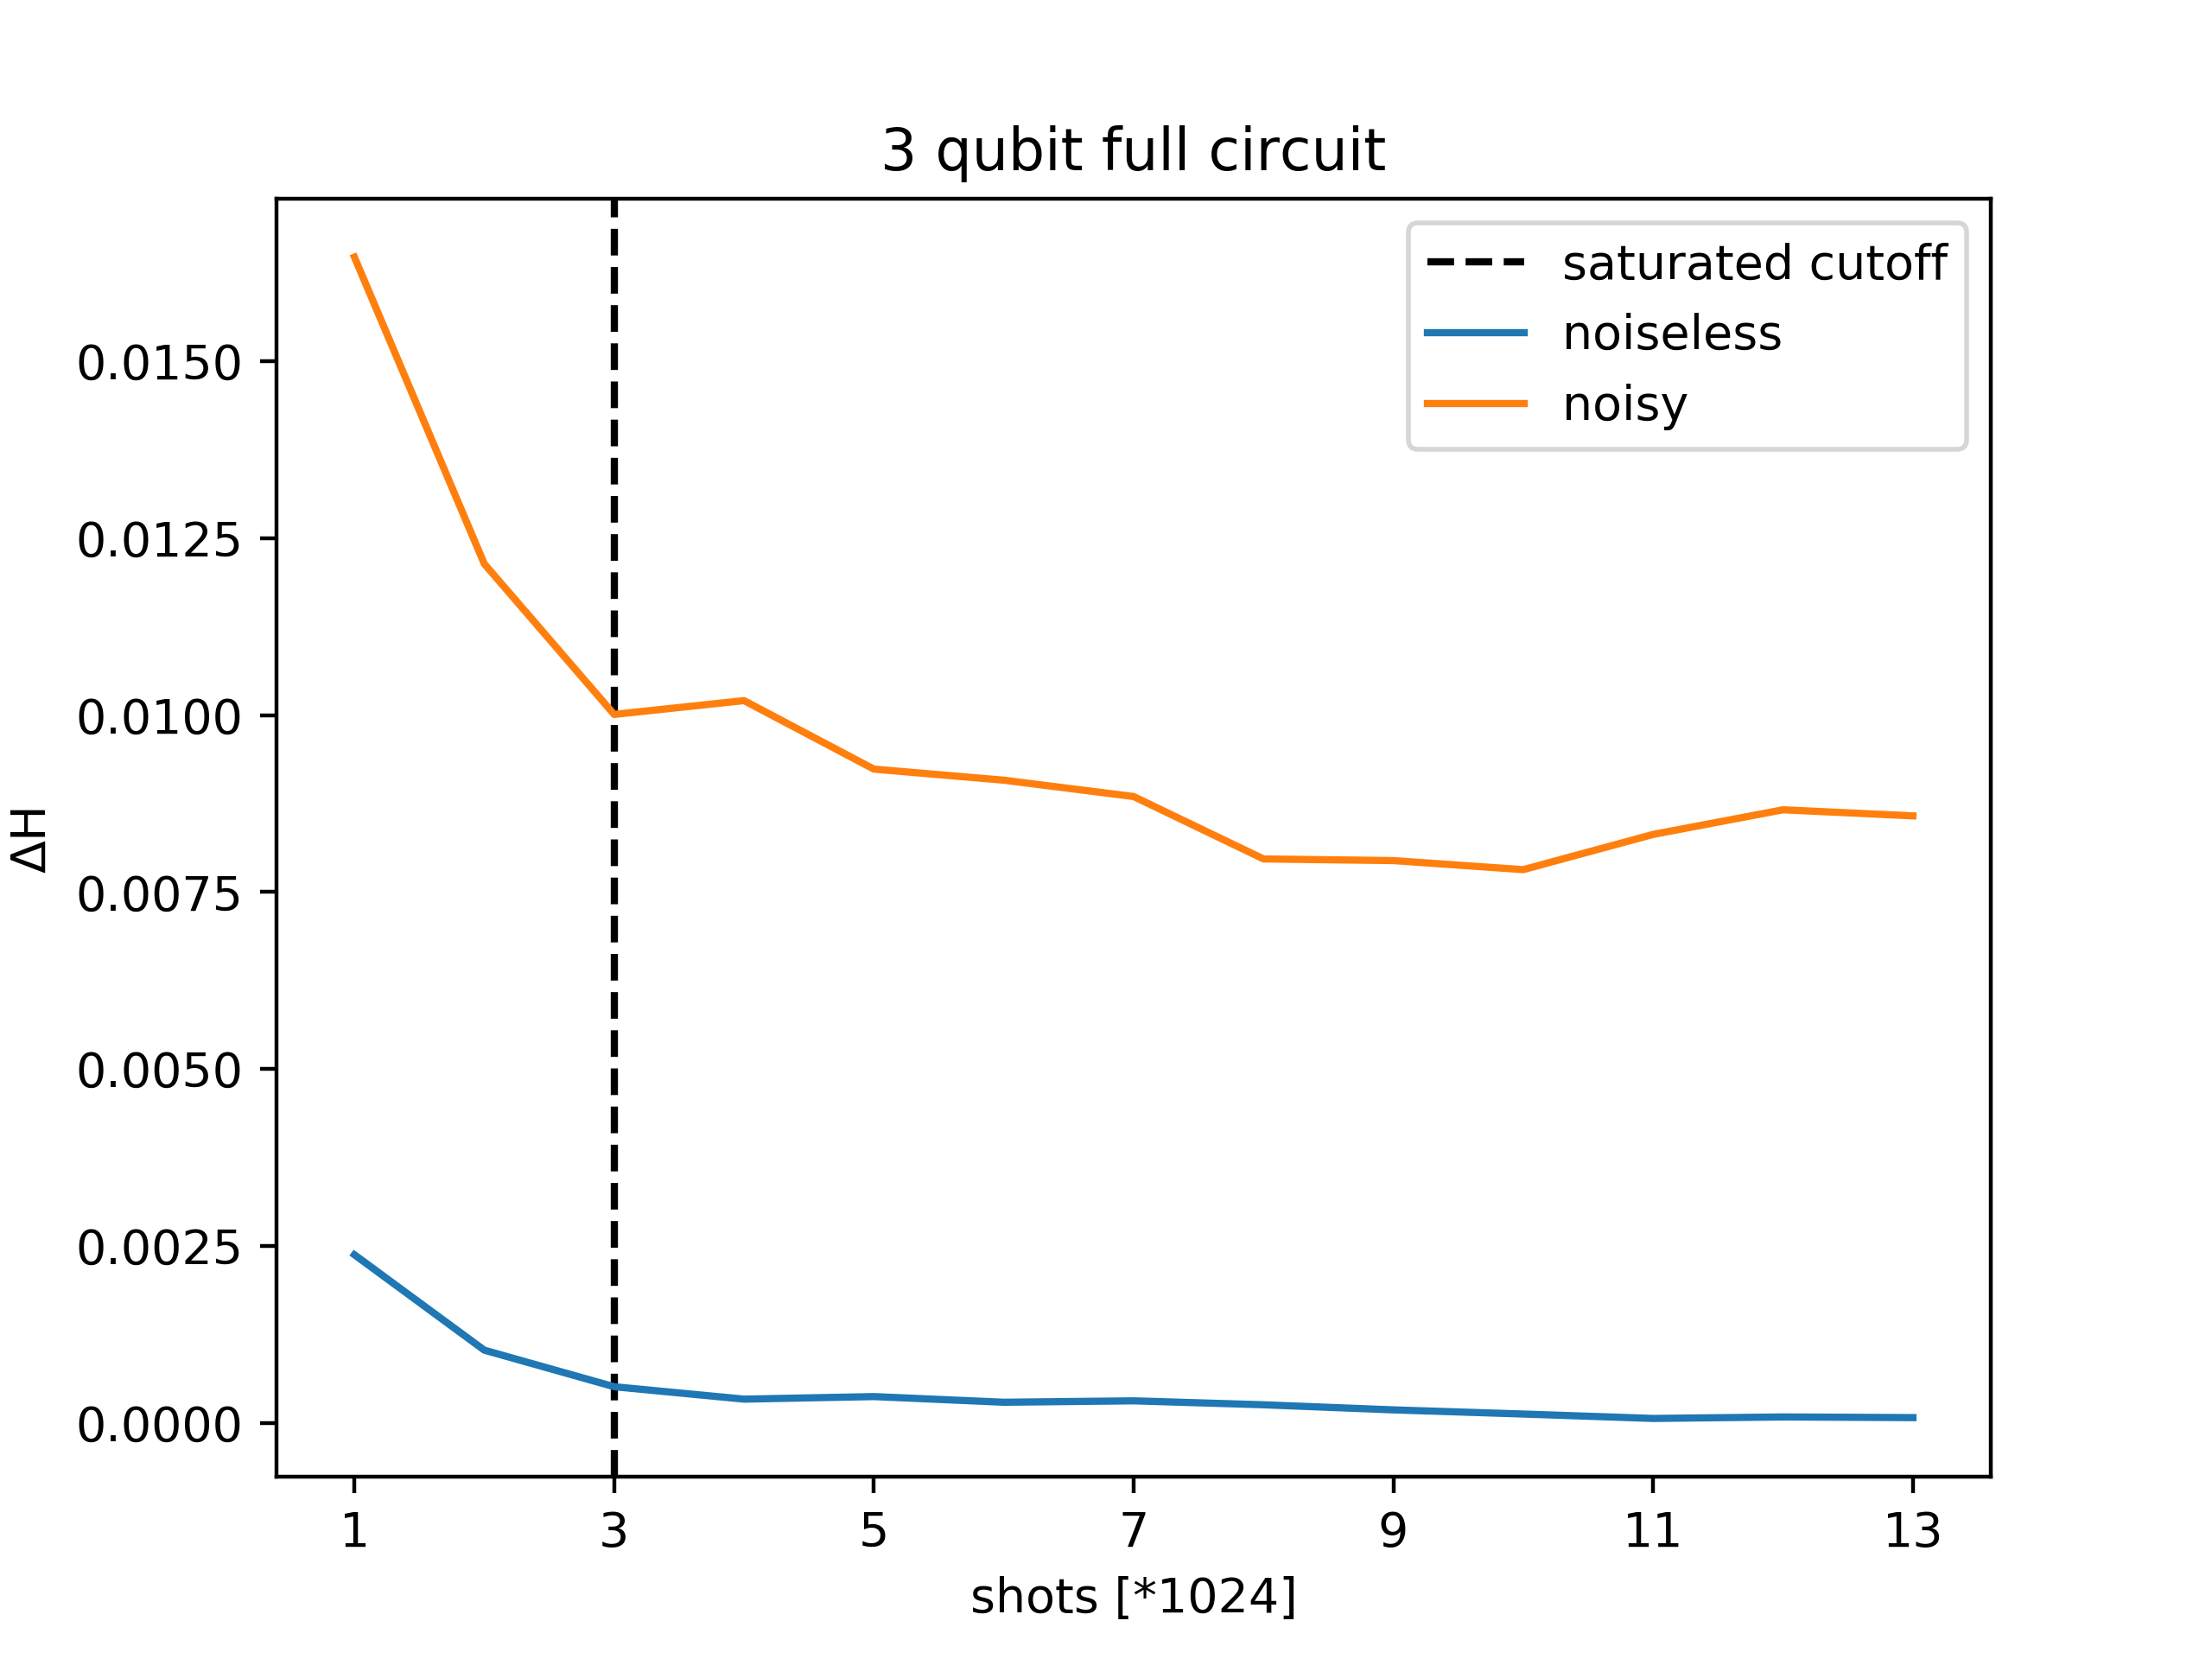 3 qubit full circuit
saturated cutoff
noiseless
noisy
0.0150
0.0125
0.0100
0.0075
0.0050
0.0025
0.0000
ΔH
1 3 5 7 9 11 13
shots [*1024]